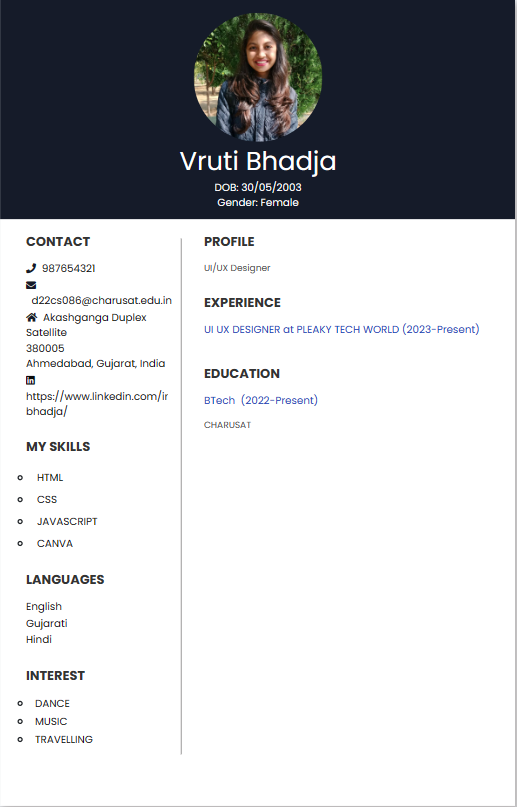 Vruti Bhadja
DOB: 30/05/2003
Gender: Female
CONTACT
987654321
d22cs086@charusat.edu.in
Akashganga Duplex
Satellite
380005
Ahmedabad, Gujarat, India
https://www.linkedin.com/ir
bhadja/
MY SKILLS
HTML
CSS
JAVASCRIPT
CANVA
LANGUAGES
English
Gujarati
Hindi
INTEREST
DANCE
MUSIC
TRAVELLING
PROFILE
UI/UX Designer
EXPERIENCE
UI UX DESIGNER at PLEAKY TECH WORLD (2023-Present)
EDUCATION
BTech (2022-Present)
CHARUSAT